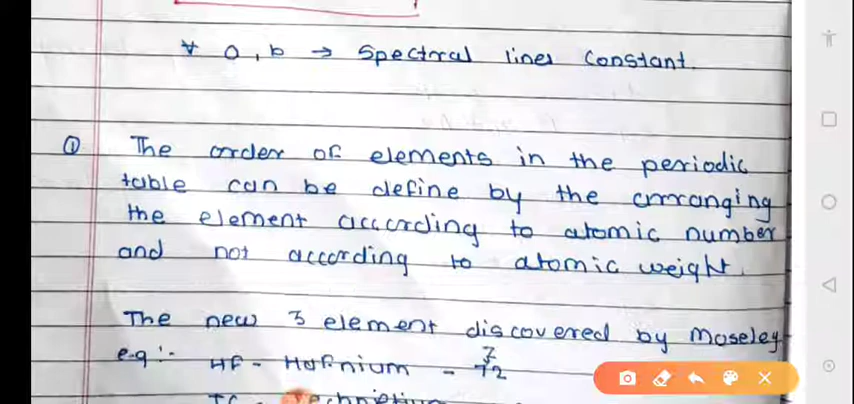 ∀ a, b → Spectral lines Constant.
① The order of elements in the periodic
table can be define by the arranging
the element according to atomic number
and not according to atomic weight.
The new 3 element discovered by Moseley
e.g :- Hf - Hafnium - 72
Tc - Technetium